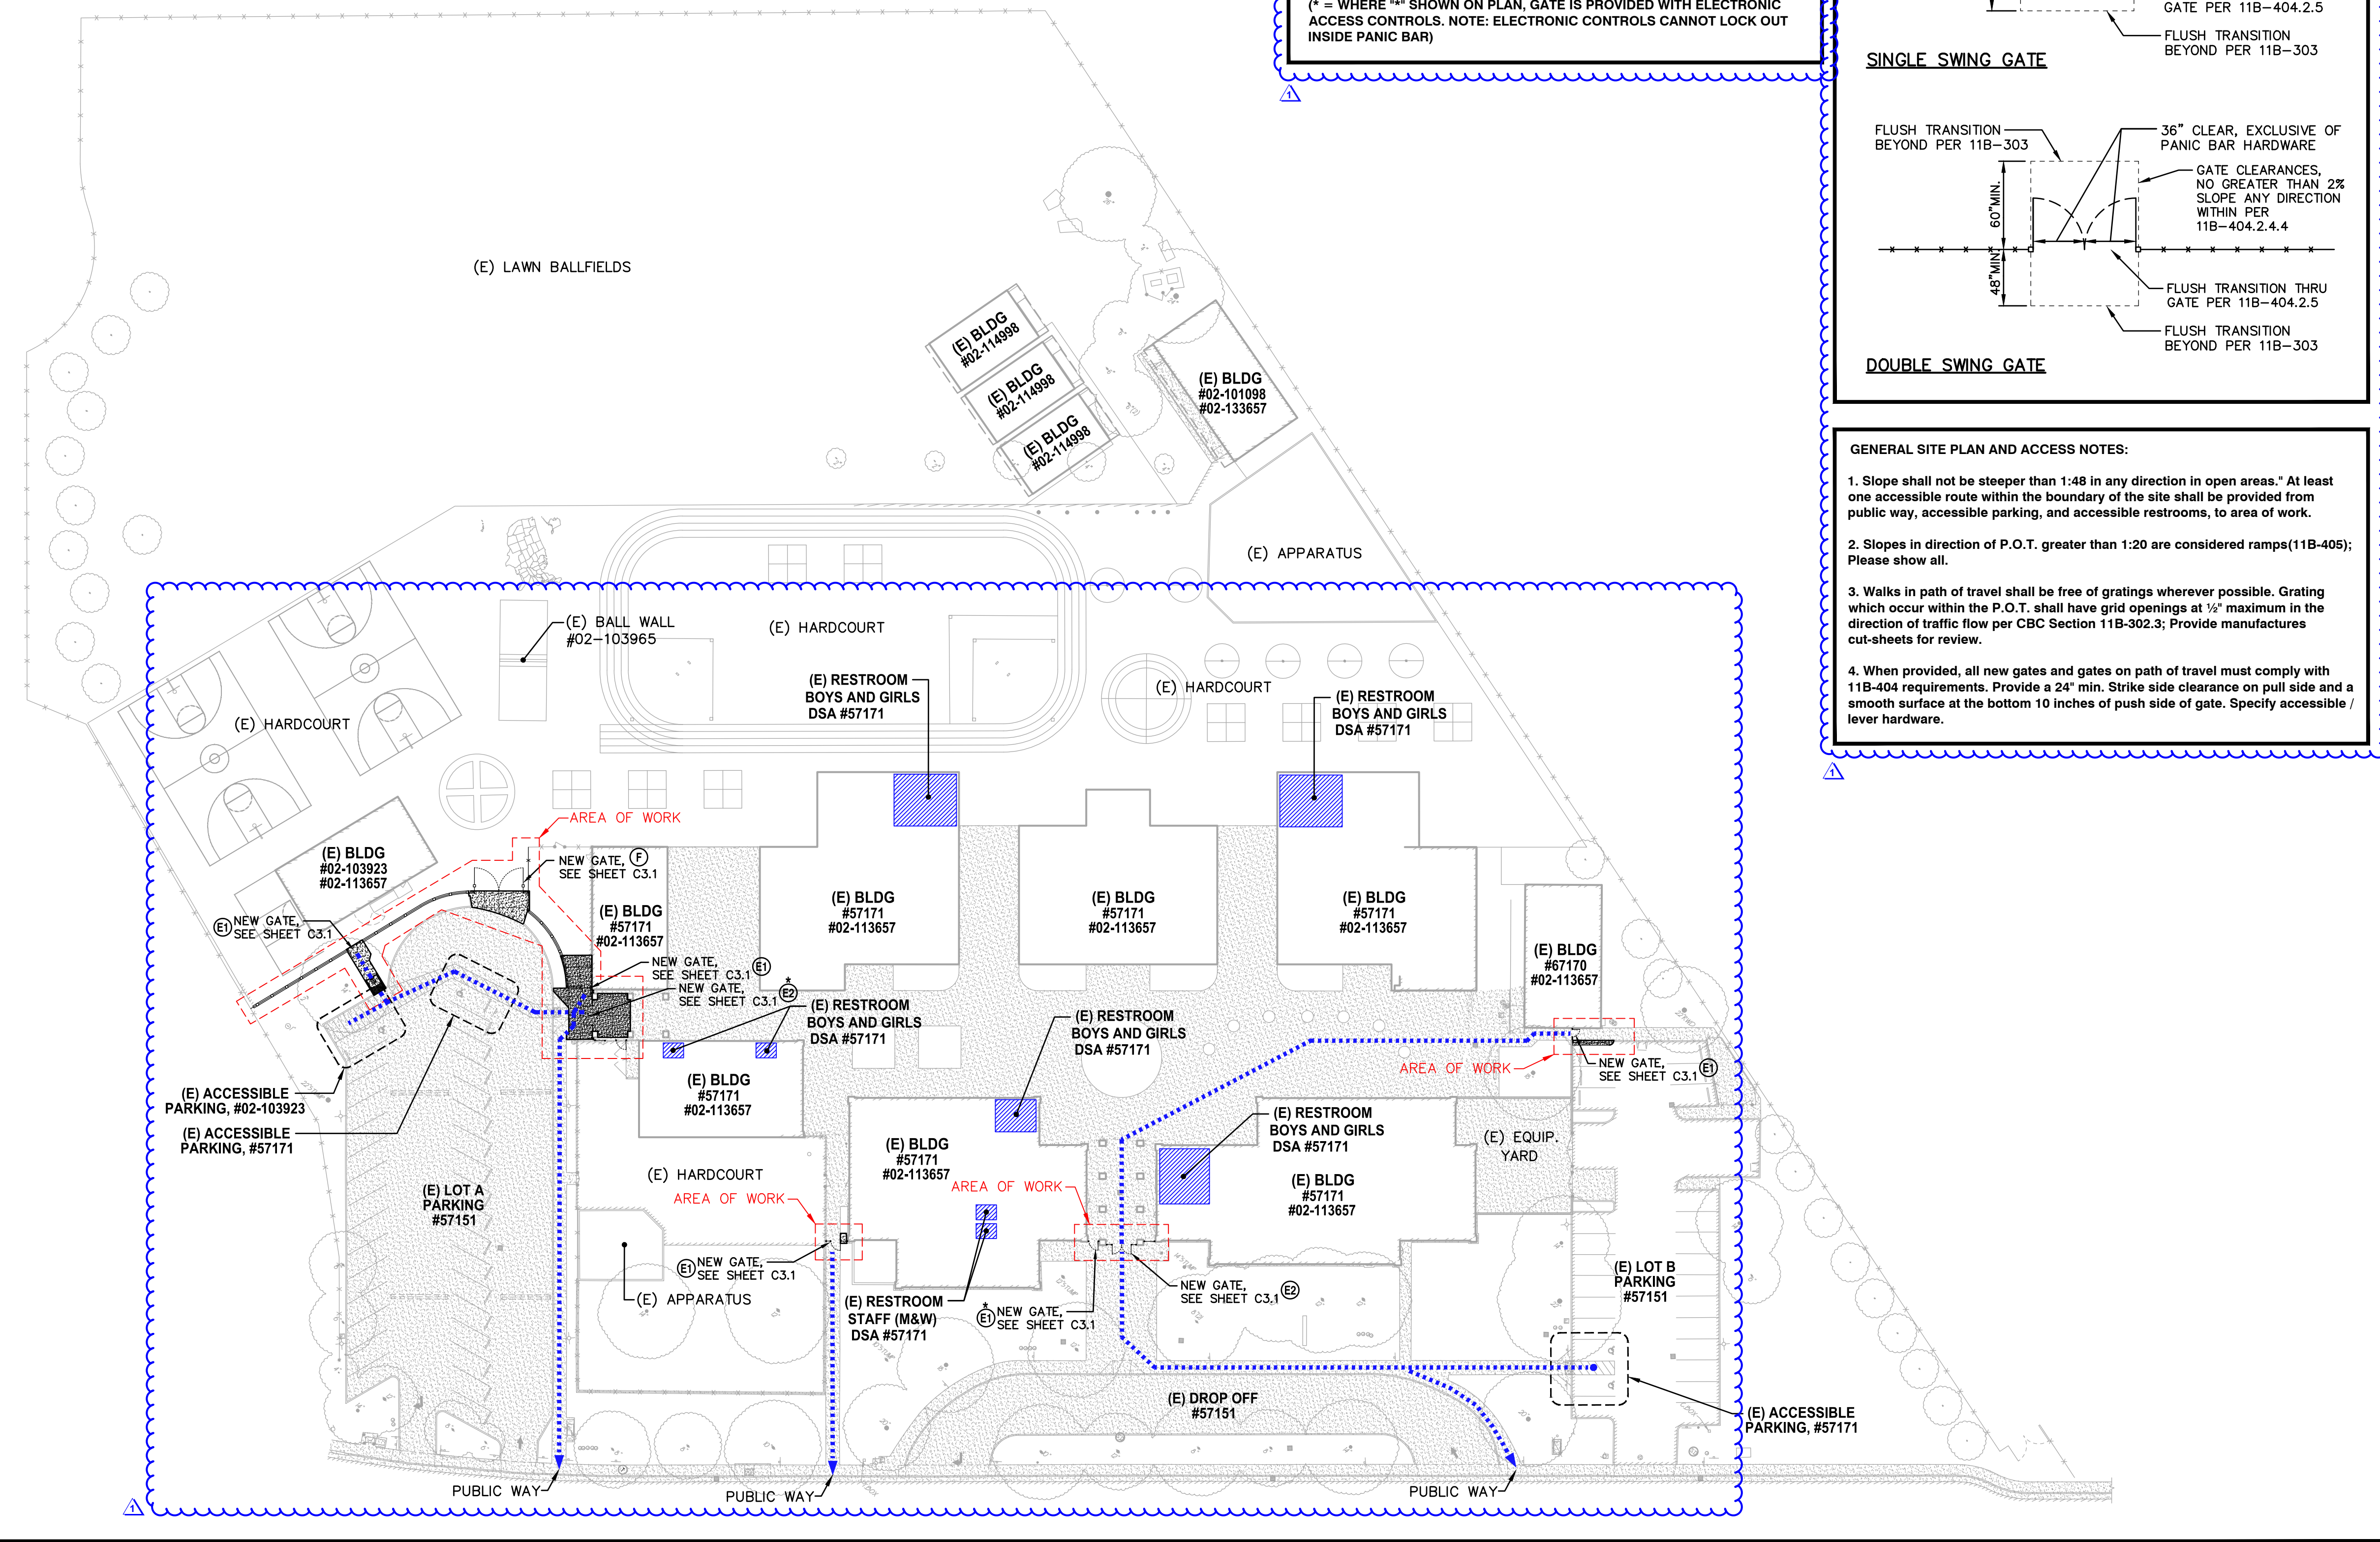 (* = WHERE "*" SHOWN ON PLAN, GATE IS PROVIDED WITH ELECTRONIC
ACCESS CONTROLS. NOTE: ELECTRONIC CONTROLS CANNOT LOCK OUT
INSIDE PANIC BAR)
1
GATE PER 11B-404.2.5
FLUSH TRANSITION
BEYOND PER 11B-303
SINGLE SWING GATE
FLUSH TRANSITION
BEYOND PER 11B-303
36" CLEAR, EXCLUSIVE OF
PANIC BAR HARDWARE
GATE CLEARANCES,
NO GREATER THAN 2%
SLOPE ANY DIRECTION
WITHIN PER
11B-404.2.4.4
60"MIN.
48"MIN.
FLUSH TRANSITION THRU
GATE PER 11B-404.2.5
FLUSH TRANSITION
BEYOND PER 11B-303
DOUBLE SWING GATE
GENERAL SITE PLAN AND ACCESS NOTES:
1. Slope shall not be steeper than 1:48 in any direction in open areas." At least
one accessible route within the boundary of the site shall be provided from
public way, accessible parking, and accessible restrooms, to area of work.
2. Slopes in direction of P.O.T. greater than 1:20 are considered ramps(11B-405);
Please show all.
3. Walks in path of travel shall be free of gratings wherever possible. Grating
which occur within the P.O.T. shall have grid openings at ½" maximum in the
direction of traffic flow per CBC Section 11B-302.3; Provide manufactures
cut-sheets for review.
4. When provided, all new gates and gates on path of travel must comply with
11B-404 requirements. Provide a 24" min. Strike side clearance on pull side and a
smooth surface at the bottom 10 inches of push side of gate. Specify accessible /
lever hardware.
1
(E) LAWN BALLFIELDS
(E) BLDG
#02-114998
(E) BLDG
#02-114998
(E) BLDG
#02-114998
(E) BLDG
#02-101098
#02-133657
(E) APPARATUS
(E) BALL WALL
#02-103965
(E) HARDCOURT
(E) HARDCOURT
(E) HARDCOURT
(E) RESTROOM
BOYS AND GIRLS
DSA #57171
(E) RESTROOM
BOYS AND GIRLS
DSA #57171
AREA OF WORK
(E) BLDG
#02-103923
#02-113657
NEW GATE, F
SEE SHEET C3.1
E1 NEW GATE,
SEE SHEET C3.1
(E) BLDG
#57171
#02-113657
(E) BLDG
#57171
#02-113657
(E) BLDG
#57171
#02-113657
(E) BLDG
#57171
#02-113657
(E) BLDG
#67170
#02-113657
NEW GATE,
SEE SHEET C3.1 E1
NEW GATE, *
SEE SHEET C3.1 E2
(E) RESTROOM
BOYS AND GIRLS
DSA #57171
(E) RESTROOM
BOYS AND GIRLS
DSA #57171
AREA OF WORK
NEW GATE,
SEE SHEET C3.1 E1
(E) BLDG
#57171
#02-113657
(E) ACCESSIBLE
PARKING, #02-103923
(E) ACCESSIBLE
PARKING, #57171
(E) RESTROOM
BOYS AND GIRLS
DSA #57171
(E) EQUIP.
YARD
(E) BLDG
#57171
#02-113657
(E) HARDCOURT
AREA OF WORK
AREA OF WORK
(E) BLDG
#57171
#02-113657
(E) LOT A
PARKING
#57151
E1 NEW GATE,
SEE SHEET C3.1
(E) APPARATUS
(E) RESTROOM
STAFF (M&W)
DSA #57171
*
E1 NEW GATE,
SEE SHEET C3.1
NEW GATE,
SEE SHEET C3.1 E2
(E) LOT B
PARKING
#57151
(E) DROP OFF
#57151
(E) ACCESSIBLE
PARKING, #57171
PUBLIC WAY
PUBLIC WAY
PUBLIC WAY
1